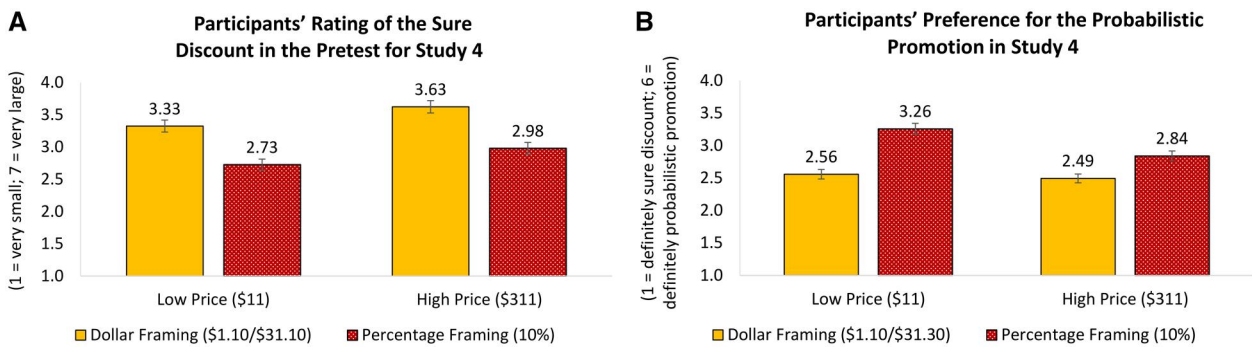 A
Participants' Rating of the Sure
Discount in the Pretest for Study 4
(1 = very small; 7 = very large)
4.0
3.5
3.0
2.5
2.0
1.5
1.0
3.33
2.73
3.63
2.98
Low Price ($11)
High Price ($311)
Dollar Framing ($1.10/$31.10)
Percentage Framing (10%)
B
Participants' Preference for the Probabilistic
Promotion in Study 4
(1 = definitely sure discount; 6 =
definitely probabilistic promotion)
4.0
3.5
3.0
2.5
2.0
1.5
1.0
2.56
3.26
2.49
2.84
Low Price ($11)
High Price ($311)
Dollar Framing ($1.10/$31.30)
Percentage Framing (10%)